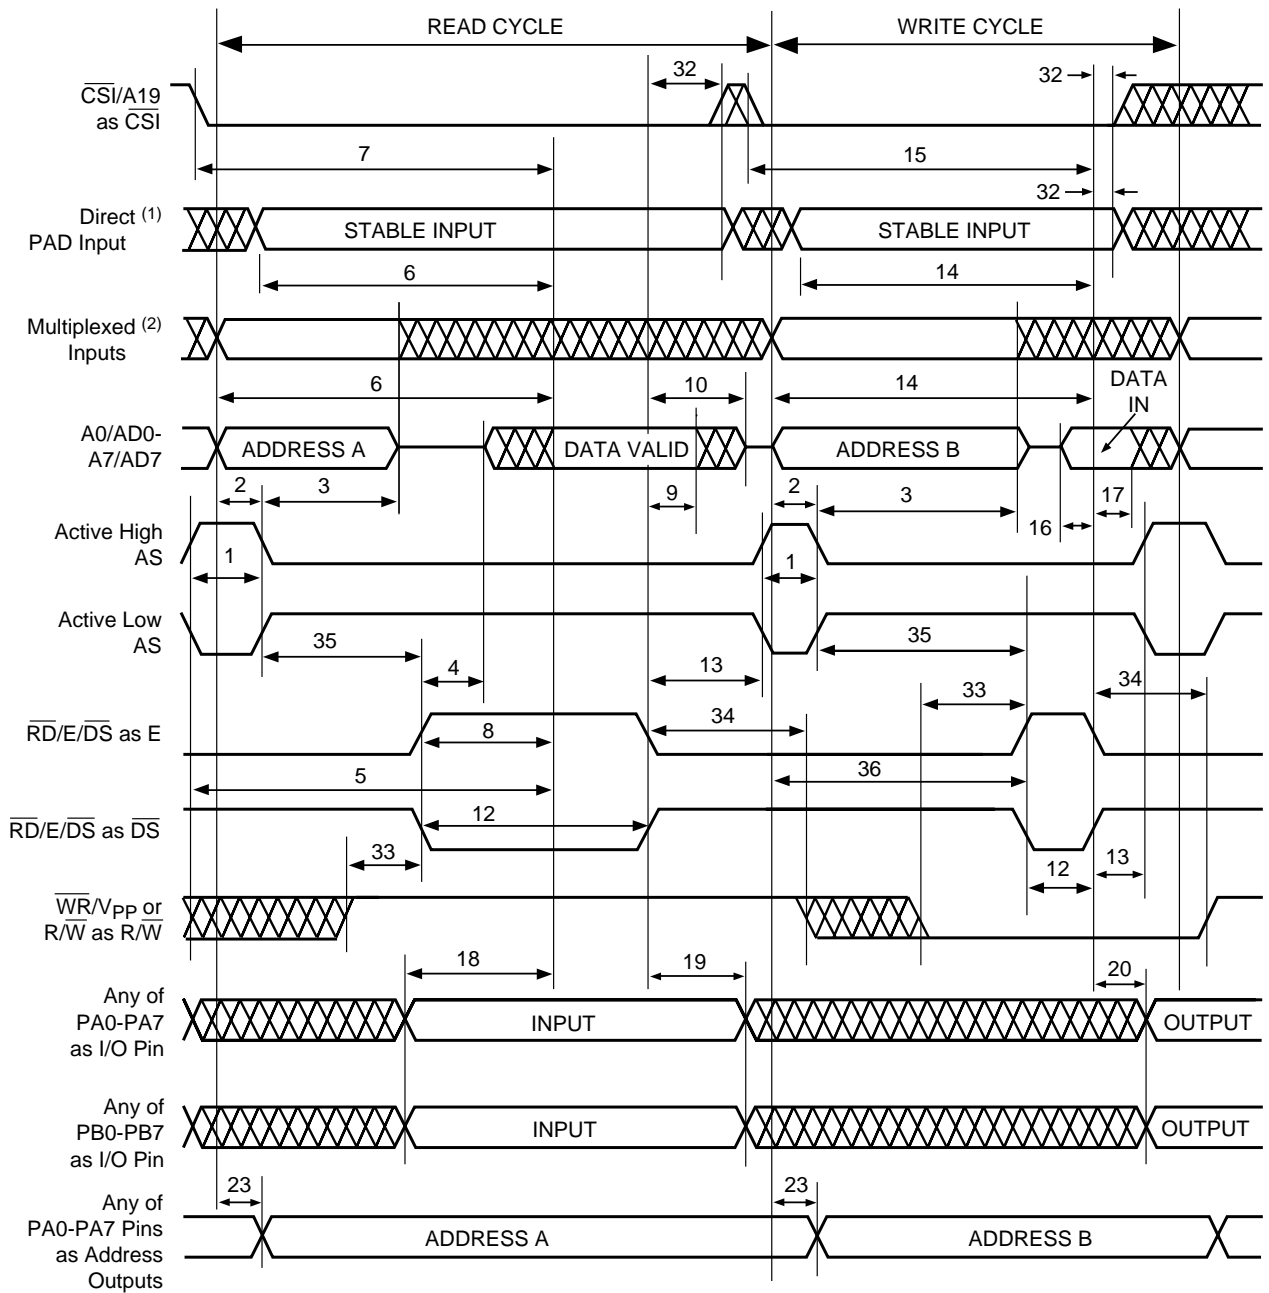 READ CYCLE
WRITE CYCLE
32
32
CSI/A19
as CSI
7
15
32
Direct (1)
PAD Input
STABLE INPUT
STABLE INPUT
6
14
Multiplexed (2)
Inputs
6
10
14
DATA
IN
A0/AD0-
A7/AD7
ADDRESS A
DATA VALID
ADDRESS B
2
3
9
2
3
17
16
Active High
AS
1
1
Active Low
AS
35
35
4
13
33
34
34
RD/E/DS as E
8
5
36
RD/E/DS as DS
12
33
12
13
WR/VPP or
R/W as R/W
18
19
20
Any of
PA0-PA7
as I/O Pin
INPUT
OUTPUT
Any of
PB0-PB7
as I/O Pin
INPUT
OUTPUT
23
23
Any of
PA0-PA7 Pins
as Address
Outputs
ADDRESS A
ADDRESS B